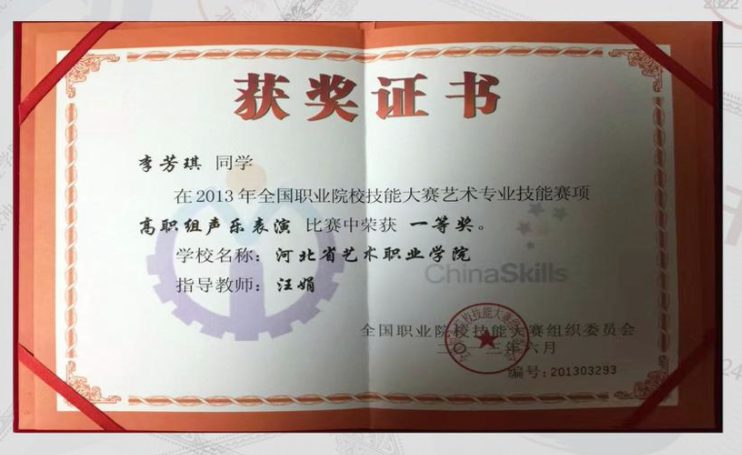 获奖证书
李芳琪 同学
在2013年全国职业院校技能大赛艺术专业技能赛项
高职组声乐表演 比赛中荣获 一等奖。
学校名称：河北省艺术职业学院
指导教师：汪娟
ChinaSkills
全国职业院校技能大赛组织委员会
二〇一三年六月
编号：201303293